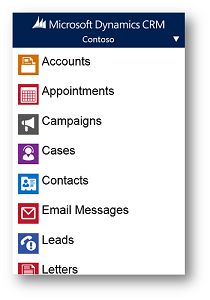 Microsoft Dynamics CRM
Contoso
Accounts
Appointments
Campaigns
Cases
Contacts
Email Messages
Leads
Letters